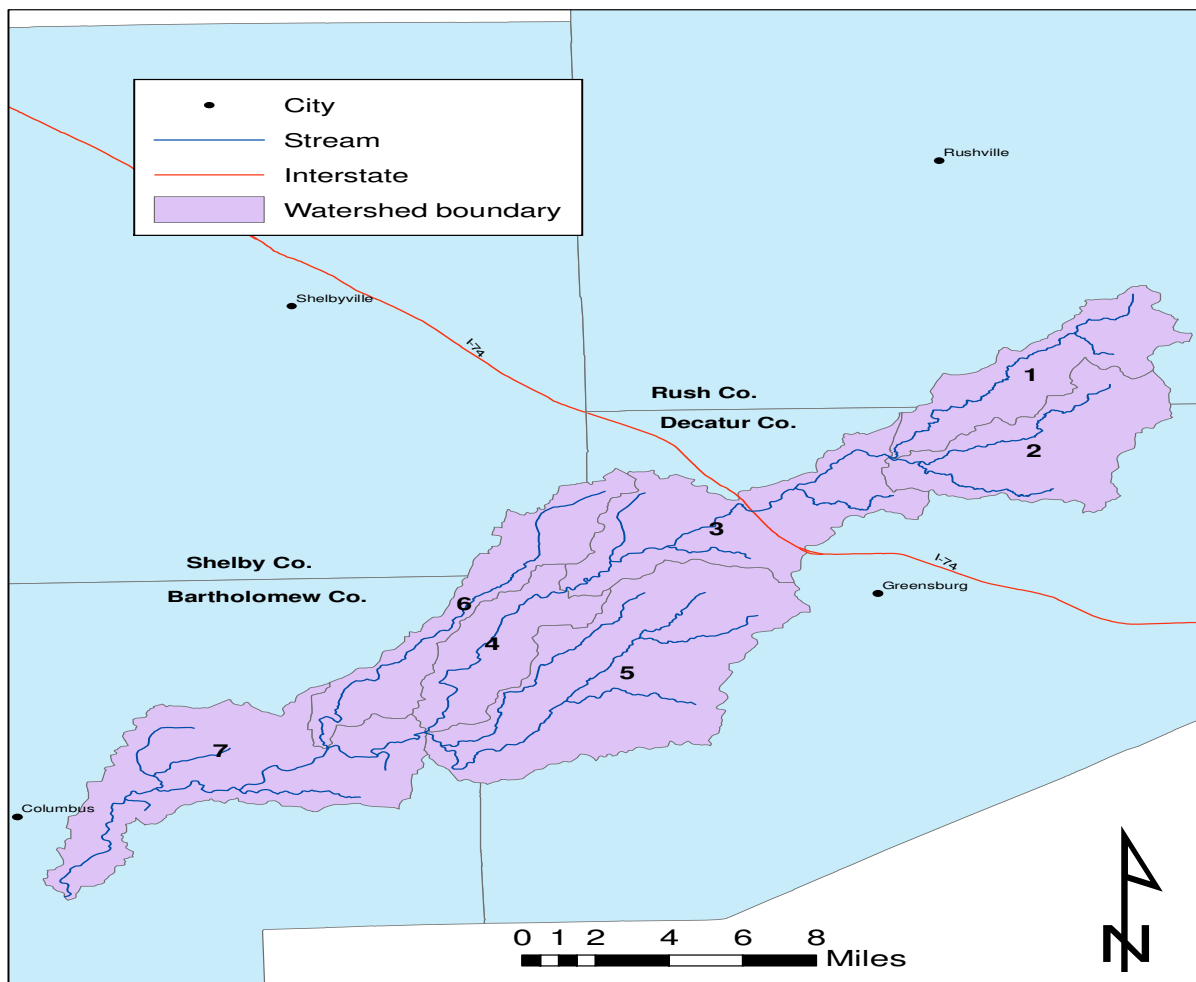 City
Stream
Interstate
Watershed boundary
Rushville
Shelbyville
I-74
1
Rush Co.
Decatur Co.
2
3
Shelby Co.
I-74
Bartholomew Co.
Greensburg
6
4
5
7
Columbus
0 1 2 4 6 8
Miles
N